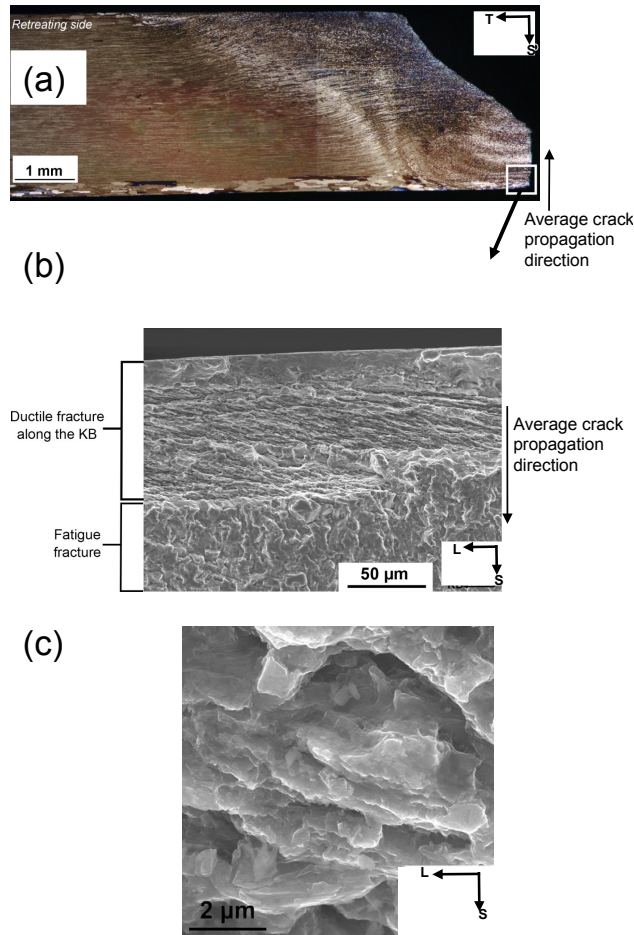 Retreating side
T
S
(a)
1 mm
Average crack
propagation
direction
(b)
Ductile fracture
along the KB
Average crack
propagation
direction
Fatigue
fracture
L
S
50 µm
(c)
L
S
2 µm